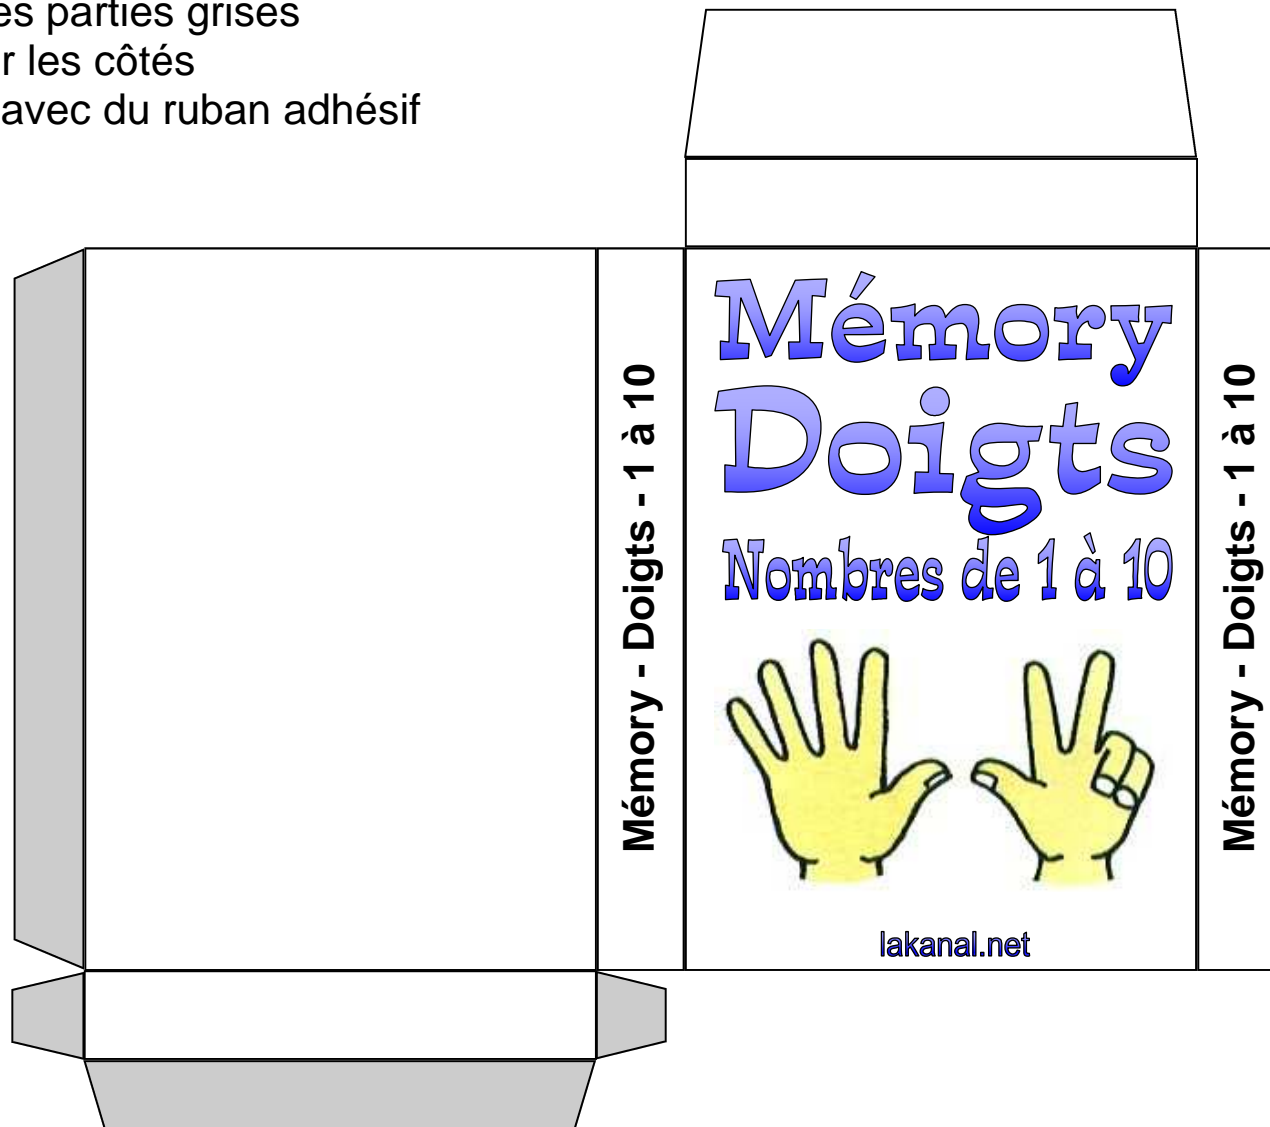 es parties grises
r les côtés
avec du ruban adhésif
Mémory - Doigts - 1 à 10
Mémory
Doigts
Nombres de 1 à 10
lakanal.net
Mémory - Doigts - 1 à 10